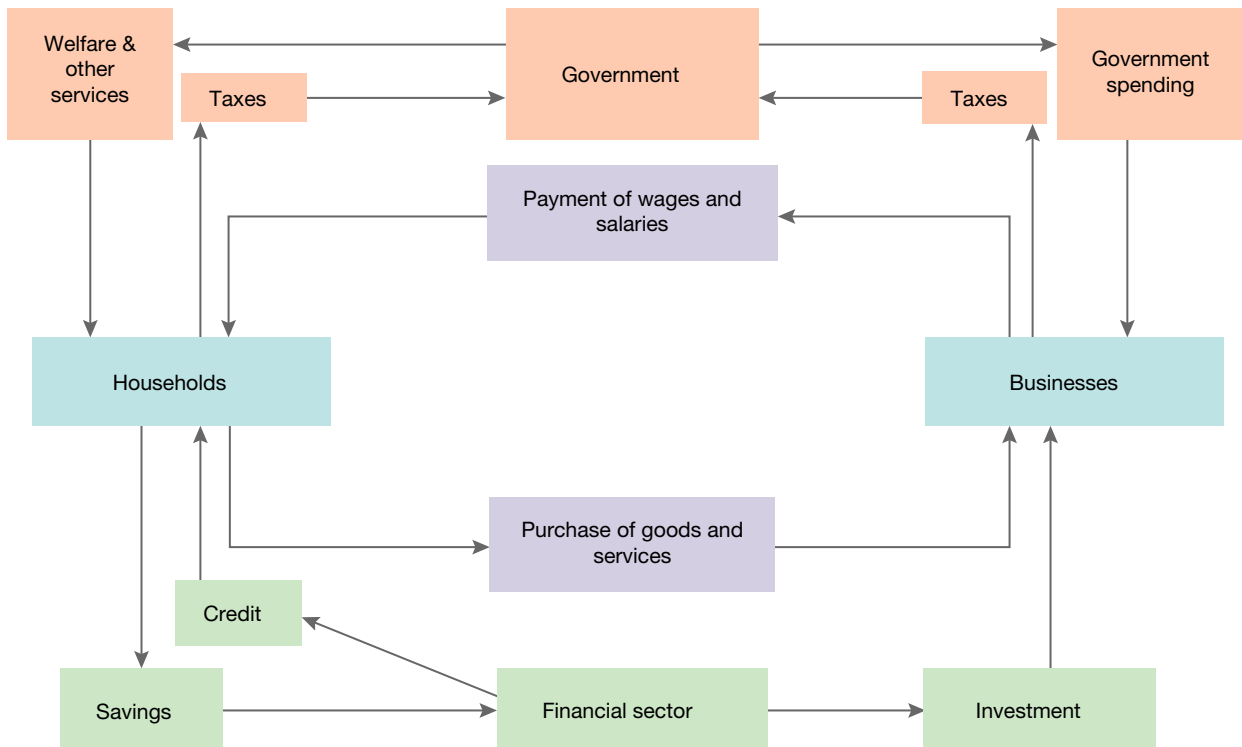 Welfare &
other
services
Taxes
Government
Taxes
Government
spending
Payment of wages and
salaries
Households
Businesses
Purchase of goods and
services
Credit
Savings
Financial sector
Investment